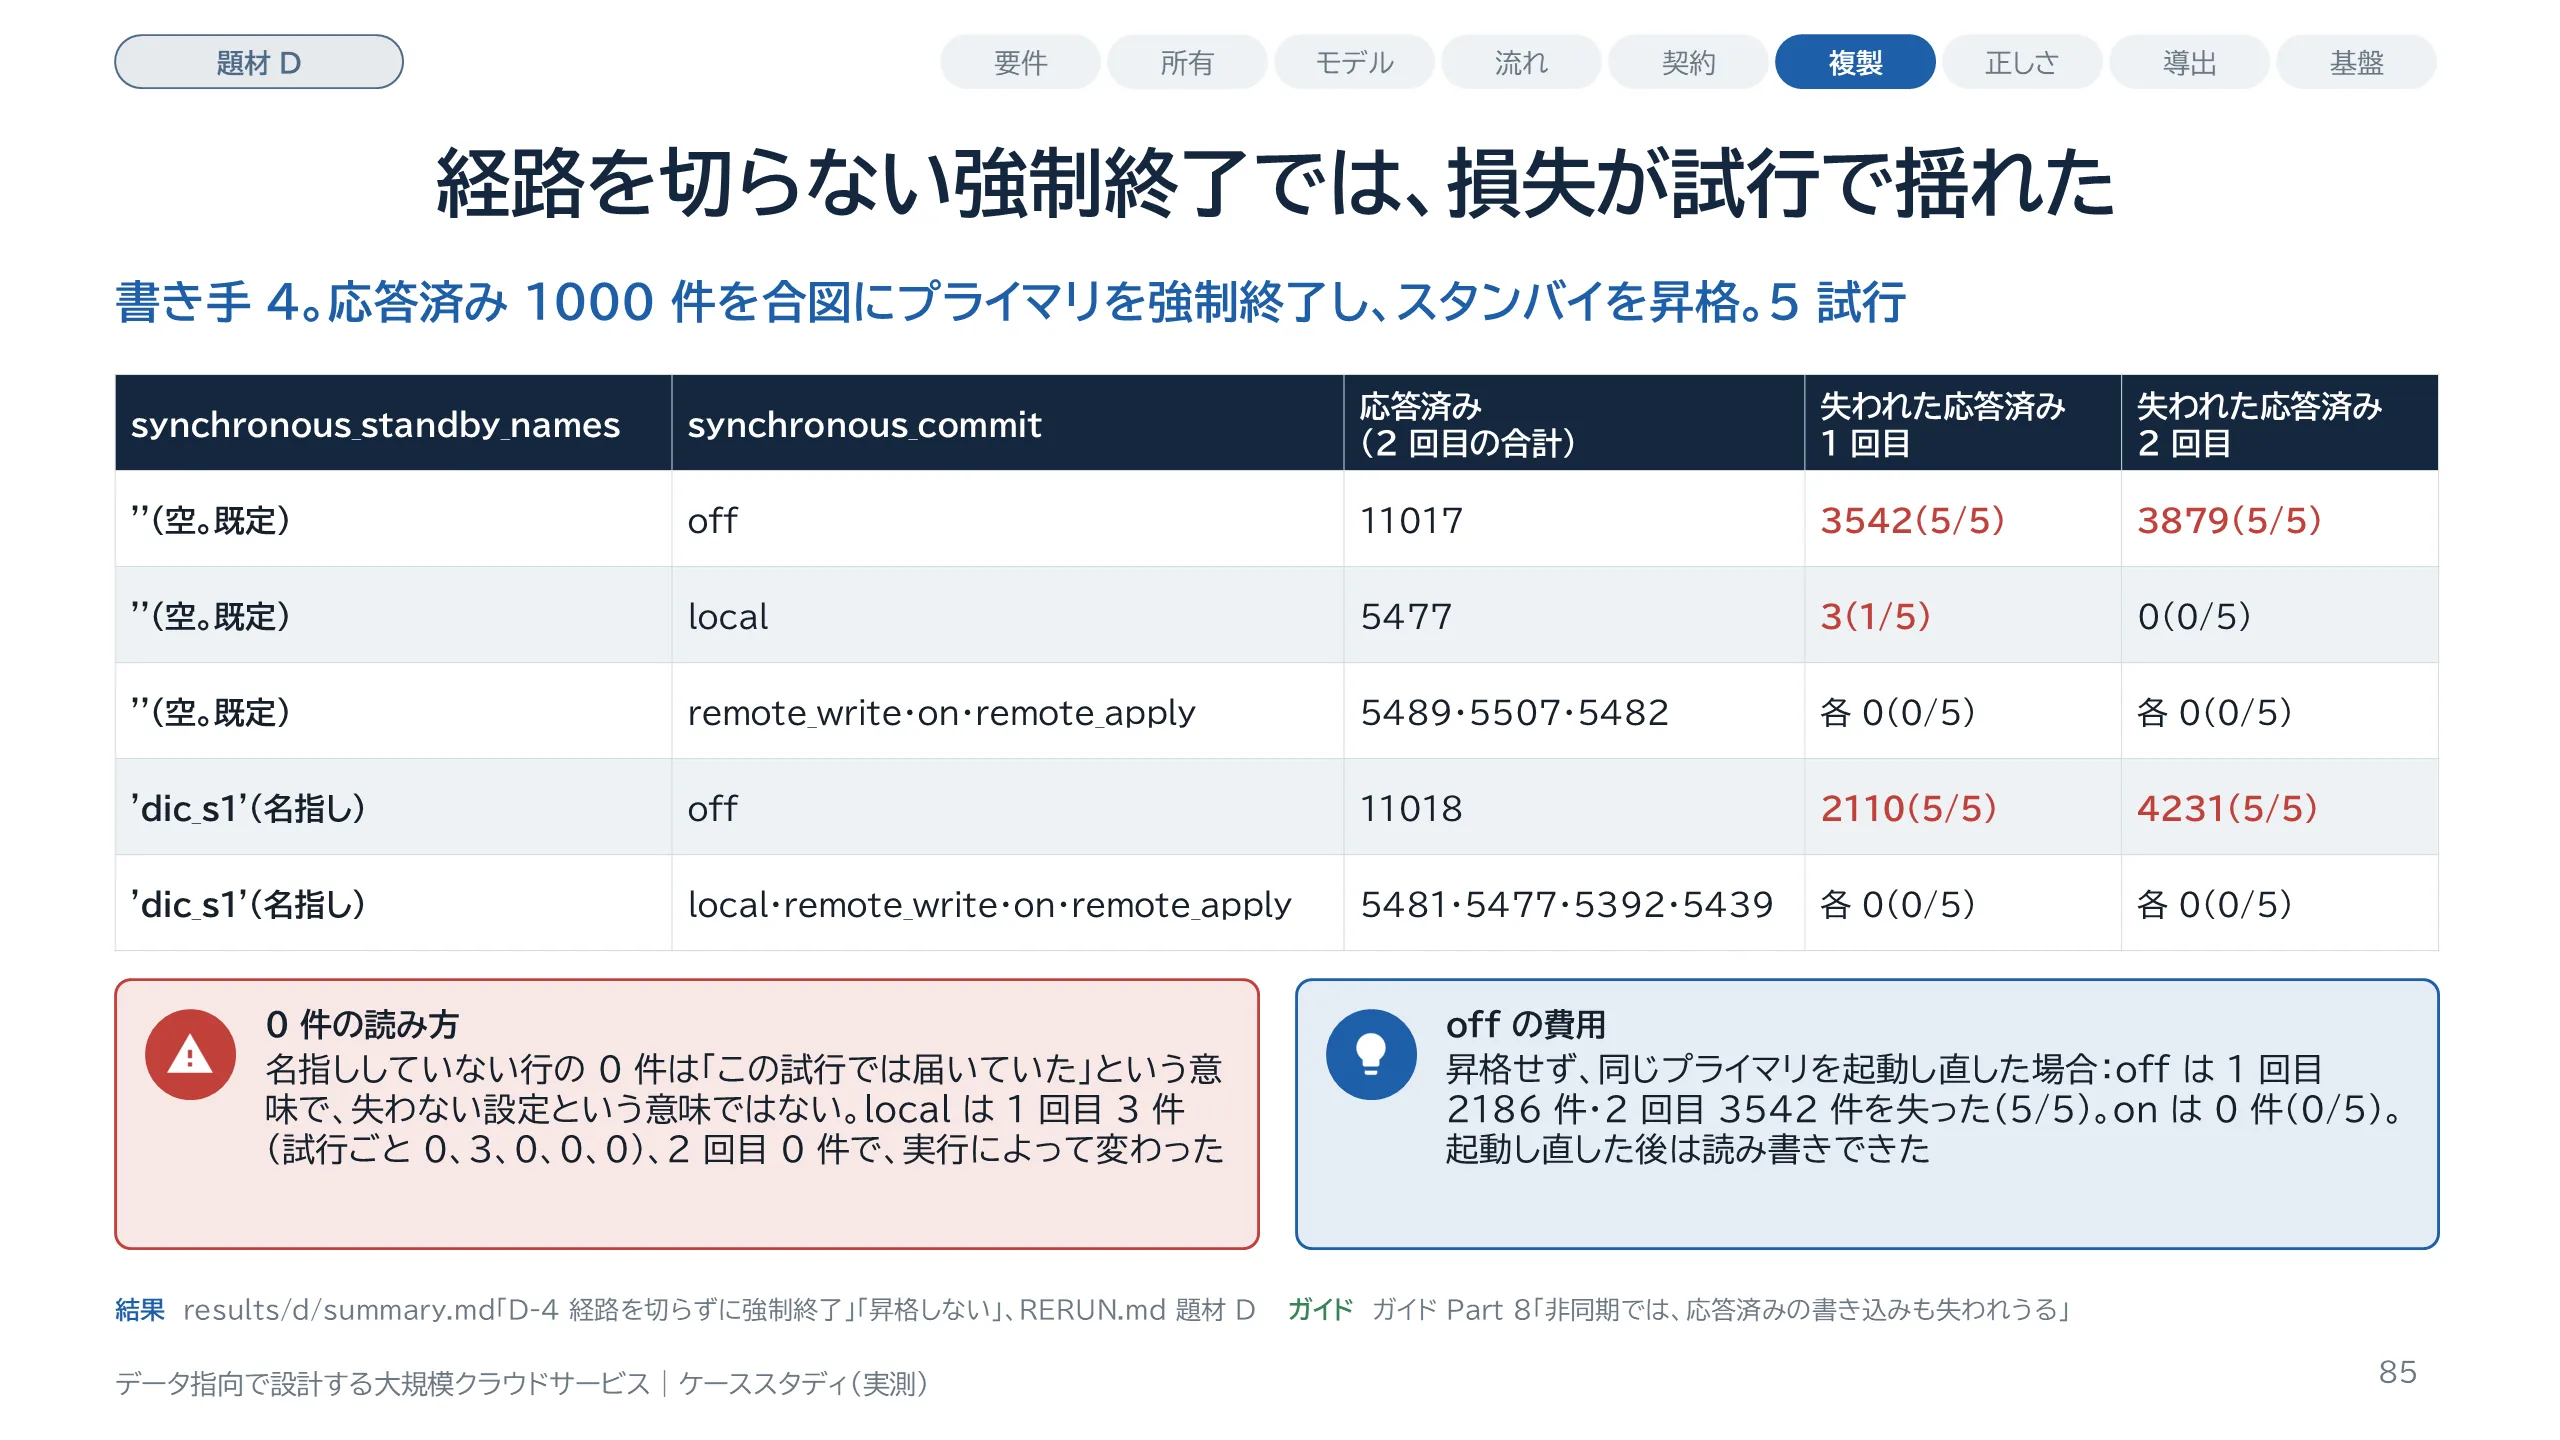 題材 D
要件
所有
モデル
流れ
契約
複製
正しさ
導出
基盤
経路を切らない強制終了では、損失が試行で揺れた
書き手 4。応答済み 1000 件を合図にプライマリを強制終了し、スタンバイを昇格。5 試行
synchronous_standby_names
synchronous_commit
応答済み
（2 回目の合計）
失われた応答済み
1 回目
失われた応答済み
2 回目
’’（空。既定）
off
11017
3542（5/5）
3879（5/5）
’’（空。既定）
local
5477
3（1/5）
0（0/5）
’’（空。既定）
remote_write・on・remote_apply
5489・5507・5482
各 0（0/5）
各 0（0/5）
’dic_s1’（名指し）
off
11018
2110（5/5）
4231（5/5）
’dic_s1’（名指し）
local・remote_write・on・remote_apply
5481・5477・5392・5439
各 0（0/5）
各 0（0/5）
0 件の読み方
名指ししていない行の 0 件は「この試行では届いていた」という意
味で、失わない設定という意味ではない。local は 1 回目 3 件
（試行ごと 0、3、0、0、0）、2 回目 0 件で、実行によって変わった
off の費用
昇格せず、同じプライマリを起動し直した場合：off は 1 回目
2186 件・2 回目 3542 件を失った（5/5）。on は 0 件（0/5）。
起動し直した後は読み書きできた
結果 results/d/summary.md「D-4 経路を切らずに強制終了」「昇格しない」、RERUN.md 題材 D ガイド ガイド Part 8「非同期では、応答済みの書き込みも失われうる」
データ指向で設計する大規模クラウドサービス｜ケーススタディ（実測）
85